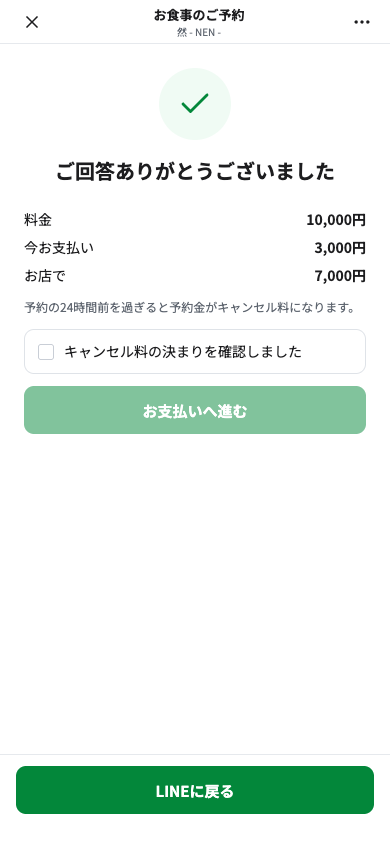 お食事のご予約
然 - NEN -
ご回答ありがとうございました
料金 10,000円
今お支払い 3,000円
お店で 7,000円
予約の24時間前を過ぎると予約金がキャンセル料になります。
キャンセル料の決まりを確認しました
お支払いへ進む
LINEに戻る